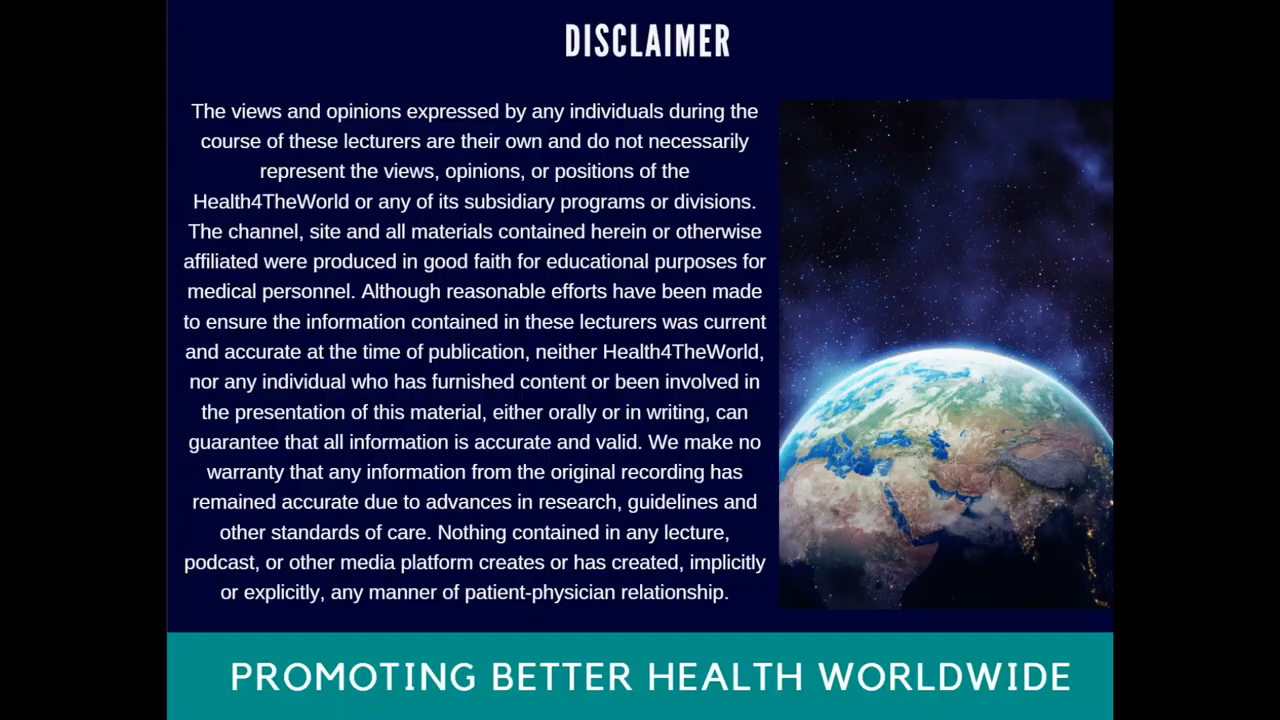 DISCLAIMER
The views and opinions expressed by any individuals during the
course of these lecturers are their own and do not necessarily
represent the views, opinions, or positions of the
Health4TheWorld or any of its subsidiary programs or divisions.
The channel, site and all materials contained herein or otherwise
affiliated were produced in good faith for educational purposes for
medical personnel. Although reasonable efforts have been made
to ensure the information contained in these lecturers was current
and accurate at the time of publication, neither Health4TheWorld,
nor any individual who has furnished content or been involved in
the presentation of this material, either orally or in writing, can
guarantee that all information is accurate and valid. We make no
warranty that any information from the original recording has
remained accurate due to advances in research, guidelines and
other standards of care. Nothing contained in any lecture,
podcast, or other media platform creates or has created, implicitly
or explicitly, any manner of patient-physician relationship.
PROMOTING BETTER HEALTH WORLDWIDE